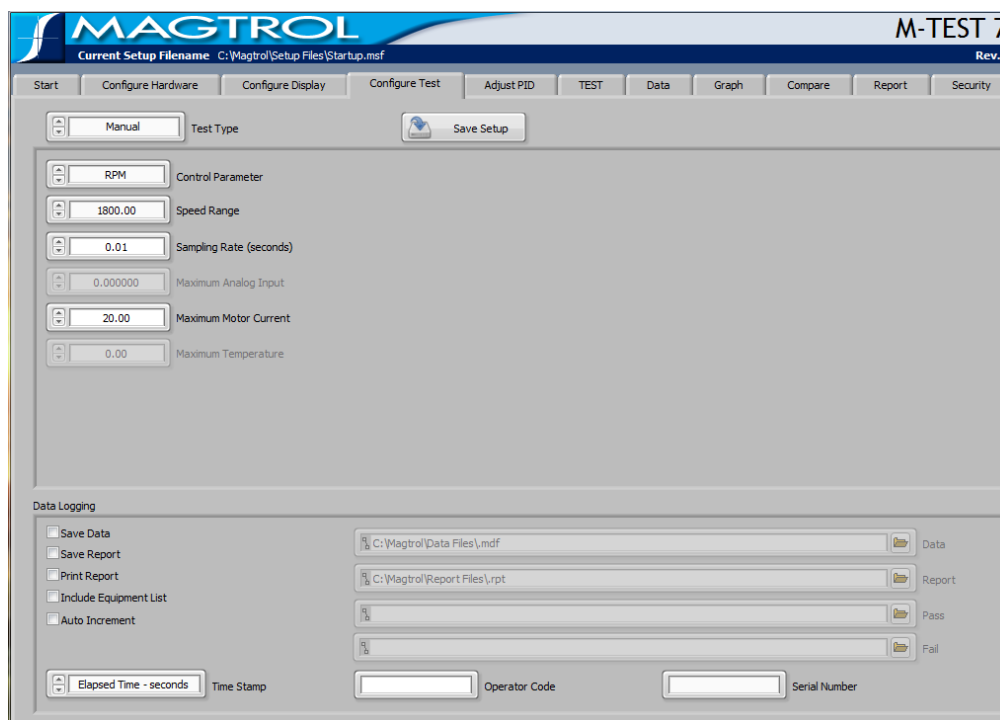 MAGTROL
M-TEST 7
Current Setup Filename C:\Magtrol\Setup Files\Startup.msf
Rev.
Start Configure Hardware Configure Display Configure Test Adjust PID TEST Data Graph Compare Report Security
Manual Test Type Save Setup
RPM Control Parameter
1800.00 Speed Range
0.01 Sampling Rate (seconds)
0.000000 Maximum Analog Input
20.00 Maximum Motor Current
0.00 Maximum Temperature
Data Logging
Save Data
C:\Magtrol\Data Files\.mdf Data
Save Report
Print Report
C:\Magtrol\Report Files\.rpt Report
Include Equipment List
Pass
Auto Increment
Fail
Elapsed Time - seconds Time Stamp Operator Code Serial Number